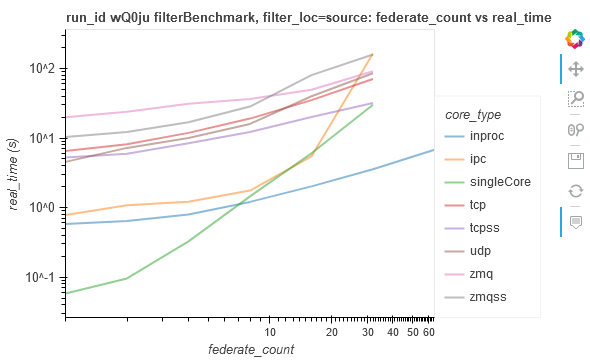 run_id wQ0ju filterBenchmark, filter_loc=source: federate_count vs real_time
10^2
10^1
10^0
10^-1
real_time (s)
10
20
30
40
50
60
federate_count
core_type
inproc
ipc
singleCore
tcp
tcpss
udp
zmq
zmqss